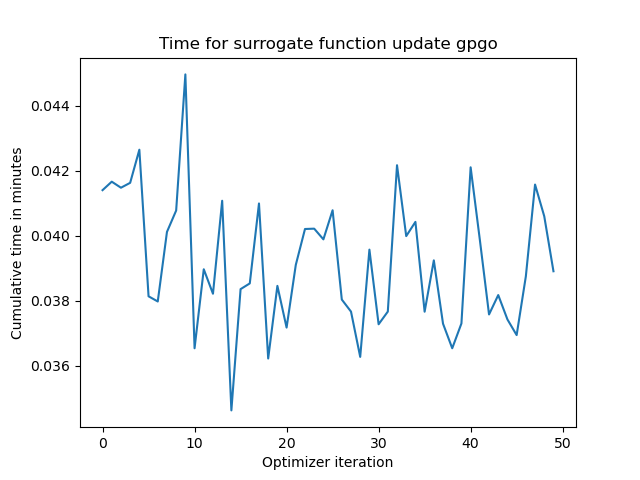 Time for surrogate function update gpgo
Cumulative time in minutes
0.044
0.042
0.040
0.038
0.036
0 10 20 30 40 50
Optimizer iteration